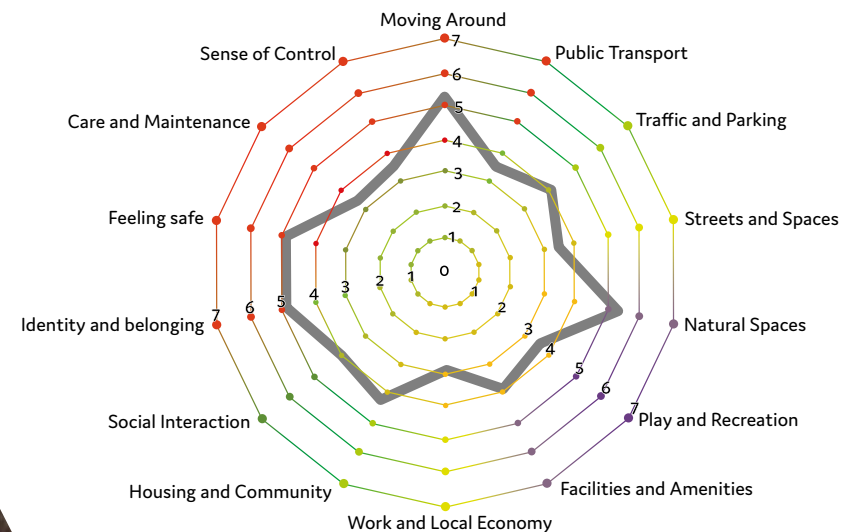 Moving Around
7
Sense of Control
Public Transport
6
Care and Maintenance
5
Traffic and Parking
4
3
Feeling safe
2
Streets and Spaces
1
0
1
2
3
4
5
6
7
1
2
3
4
5
6
7
Identity and belonging
Natural Spaces
Social Interaction
Play and Recreation
Housing and Community
Facilities and Amenities
Work and Local Economy